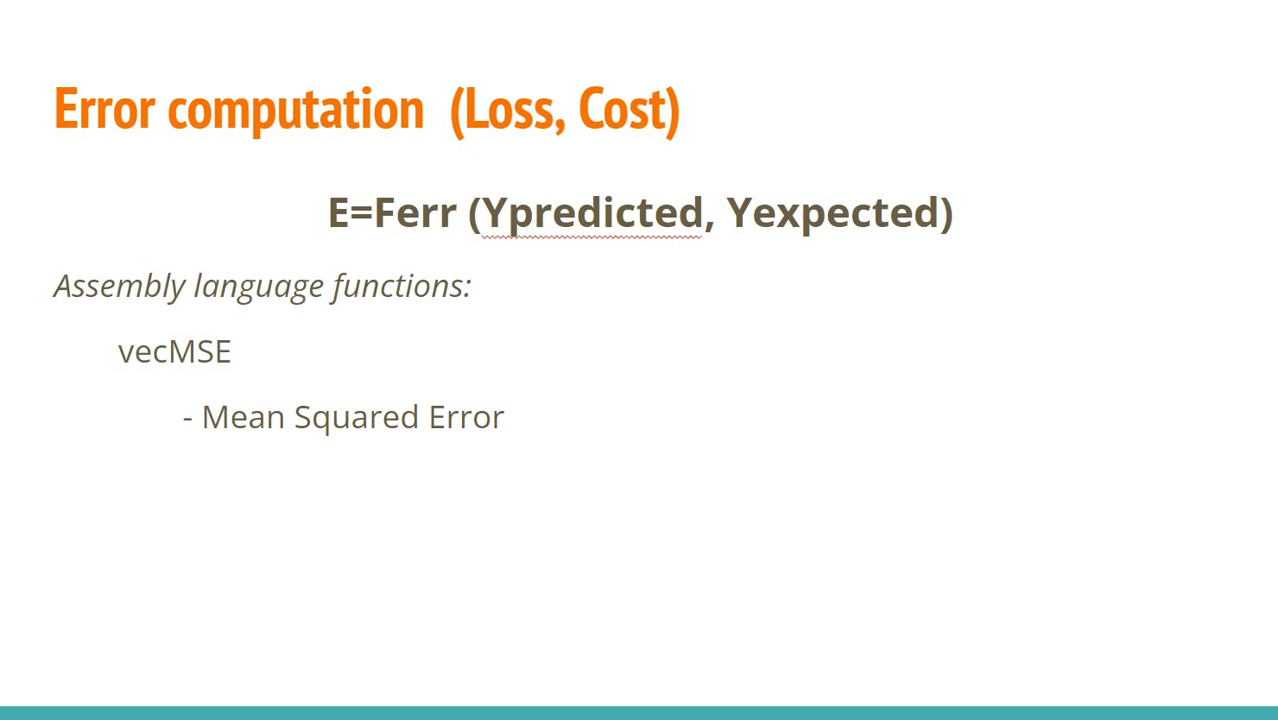 Error computation (Loss, Cost)
E=Ferr (Ypredicted, Yexpected)
Assembly language functions:
vecMSE
- Mean Squared Error